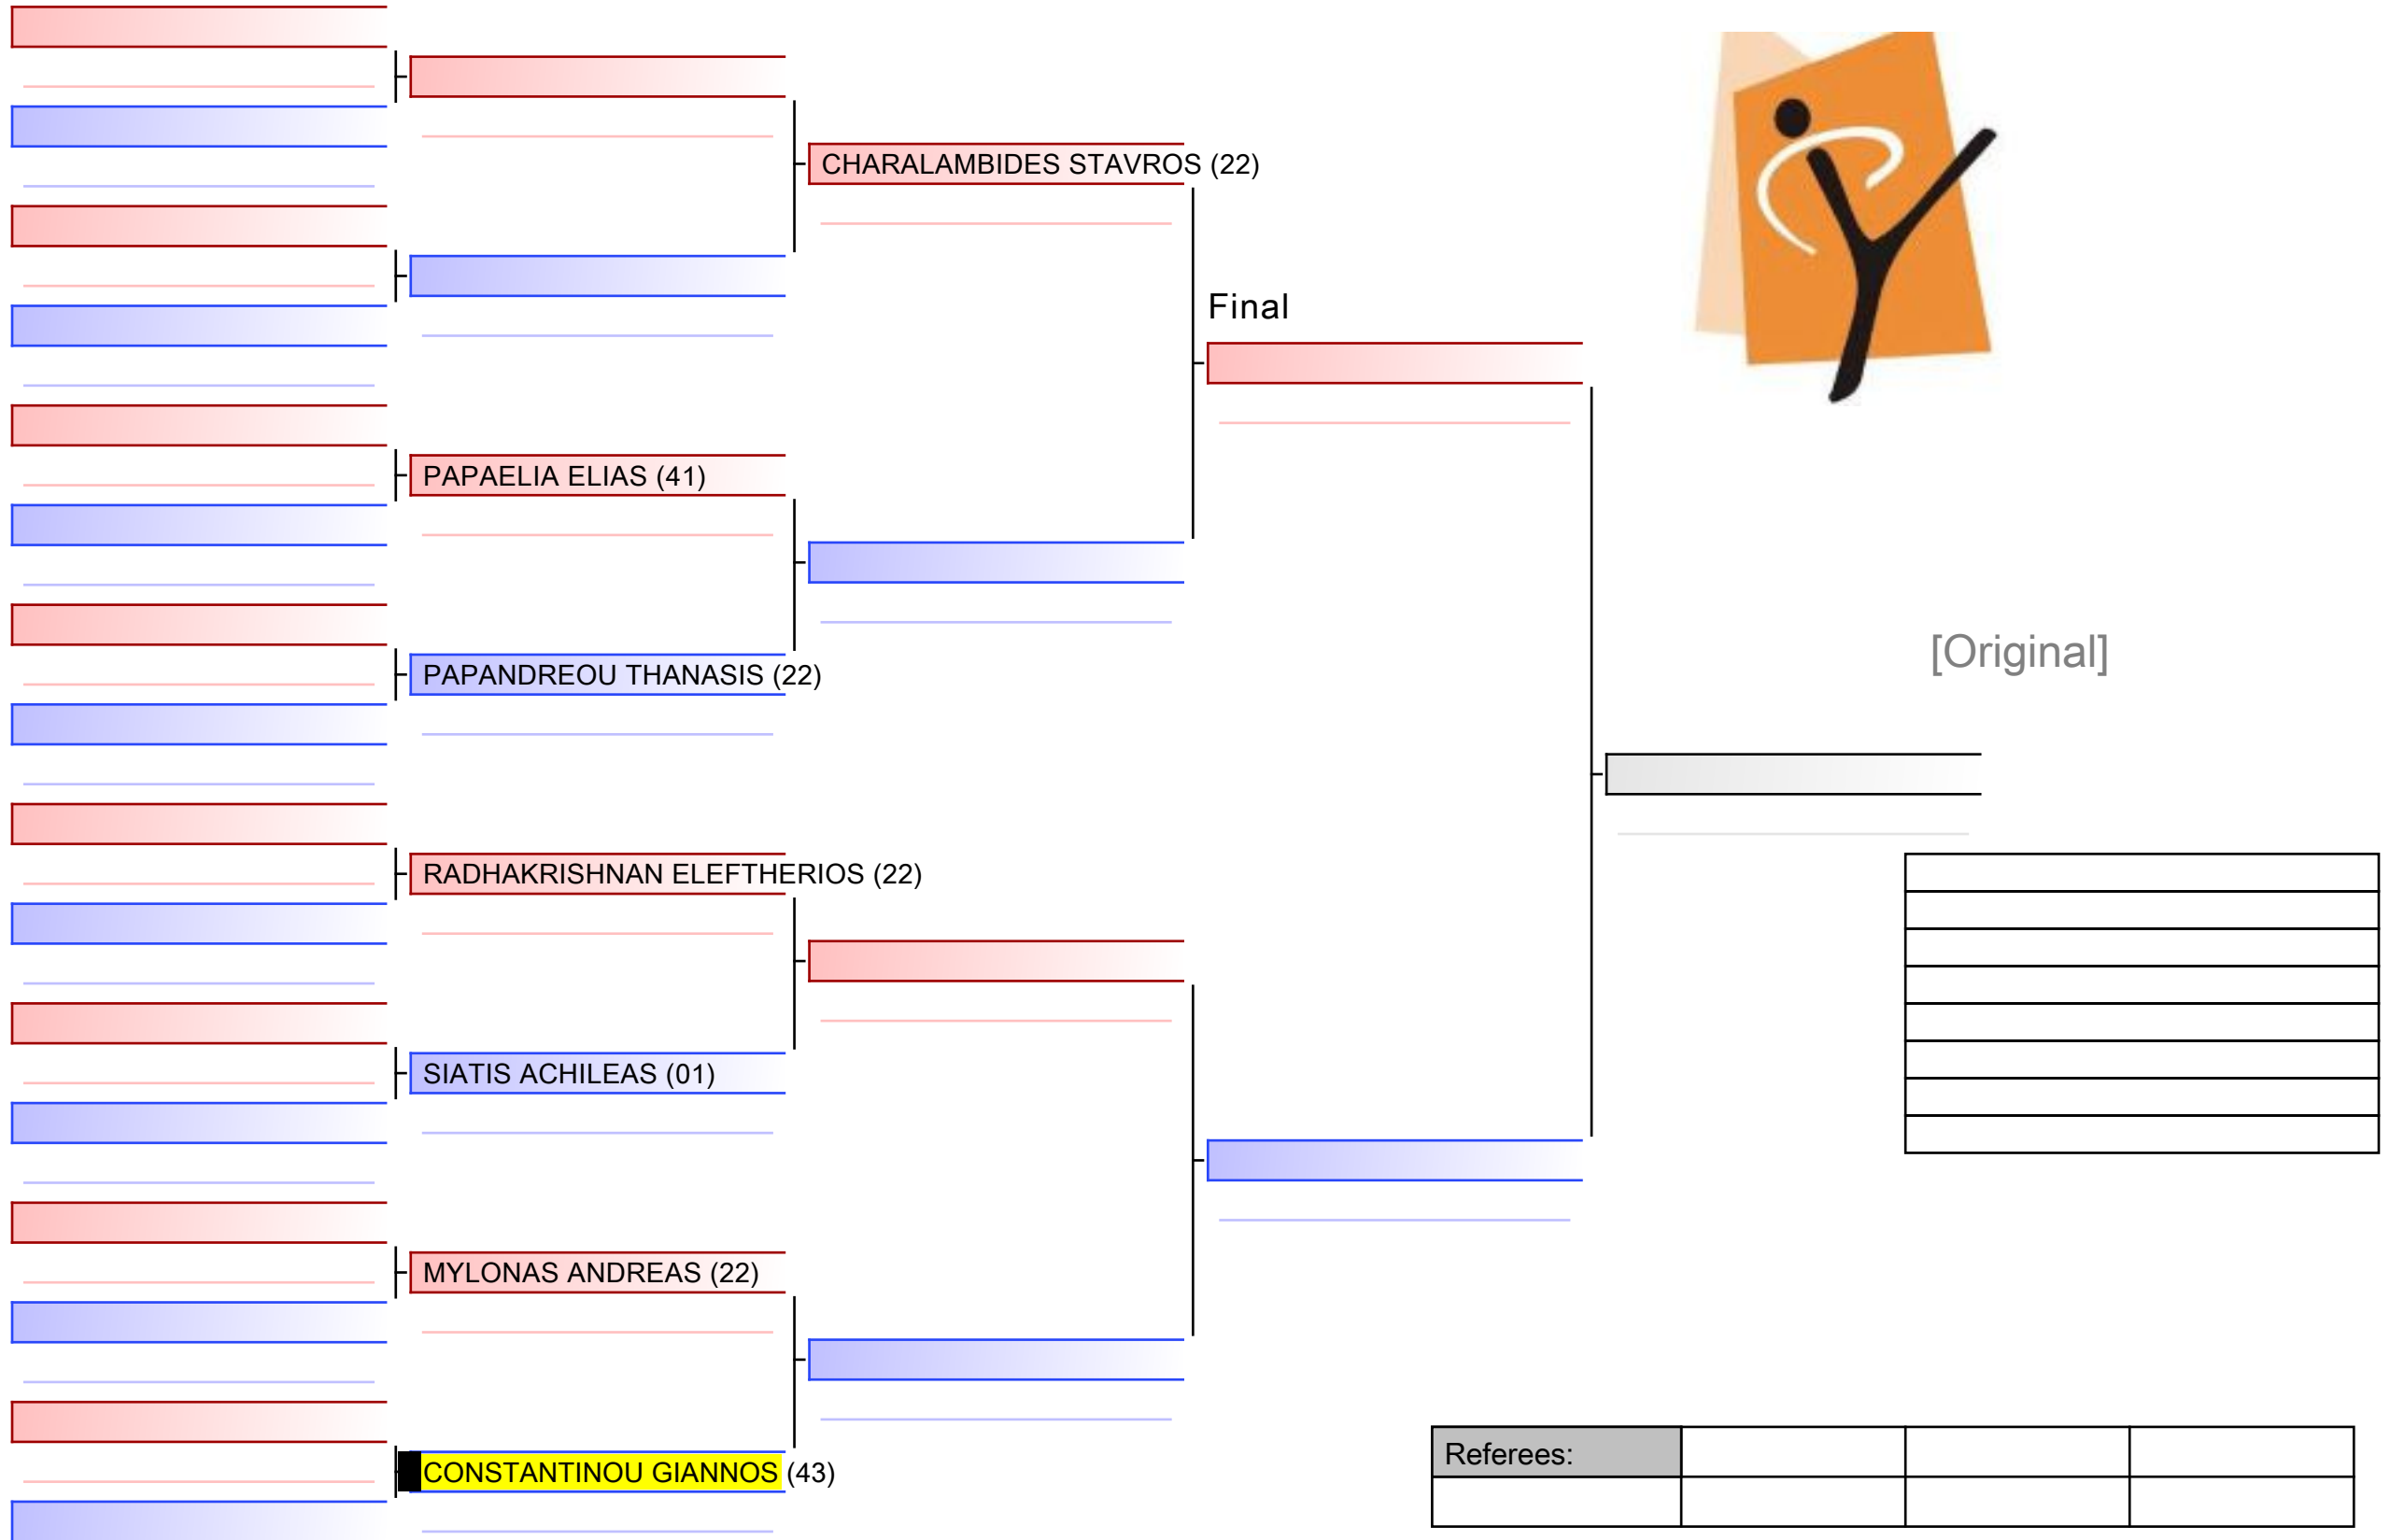 CHARALAMBIDES STAVROS (22)
Final
PAPAELIA ELIAS (41)
[Original]
PAPANDREOU THANASIS (22)
RADHAKRISHNAN ELEFTHERIOS (22)
SIATIS ACHILEAS (01)
MYLONAS ANDREAS (22)
Referees:
CONSTANTINOU GIANNOS (43)